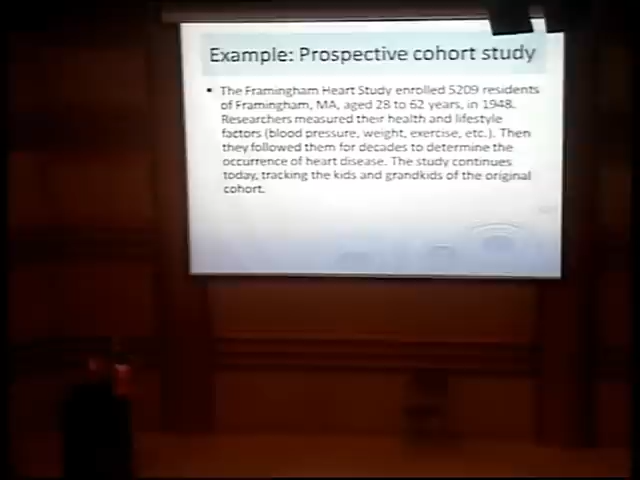 Example: Prospective cohort study
• The Framingham Heart Study enrolled 5209 residents
of Framingham, MA, aged 28 to 62 years, in 1948.
Researchers measured their health and lifestyle
factors (blood pressure, weight, exercise, etc.). Then
they followed them for decades to determine the
occurrence of heart disease. The study continues
today, tracking the kids and grandkids of the original
cohort.